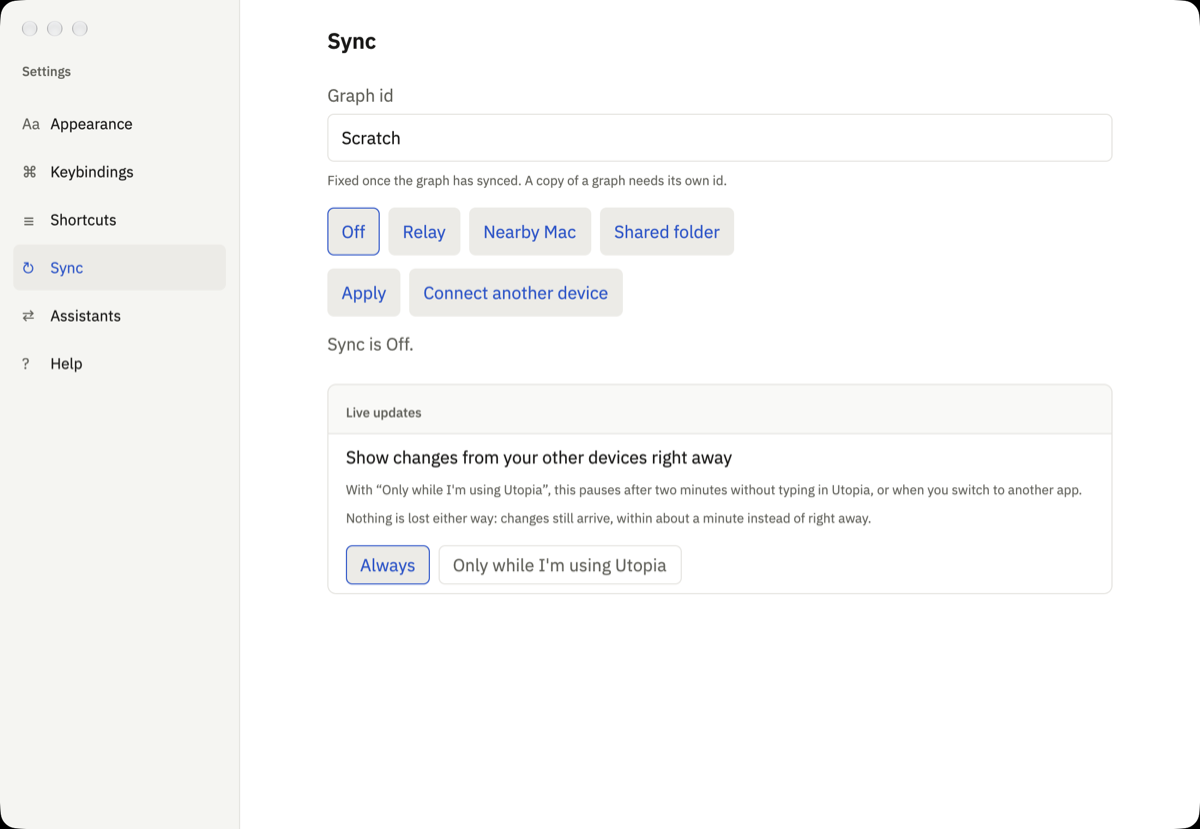 Settings
Aa Appearance
⌘ Keybindings
≡ Shortcuts
↻ Sync
⇄ Assistants
? Help
Sync
Graph id
Scratch
Fixed once the graph has synced. A copy of a graph needs its own id.
Off Relay Nearby Mac Shared folder
Apply Connect another device
Sync is Off.
Live updates
Show changes from your other devices right away
With “Only while I'm using Utopia”, this pauses after two minutes without typing in Utopia, or when you switch to another app.
Nothing is lost either way: changes still arrive, within about a minute instead of right away.
Always Only while I'm using Utopia